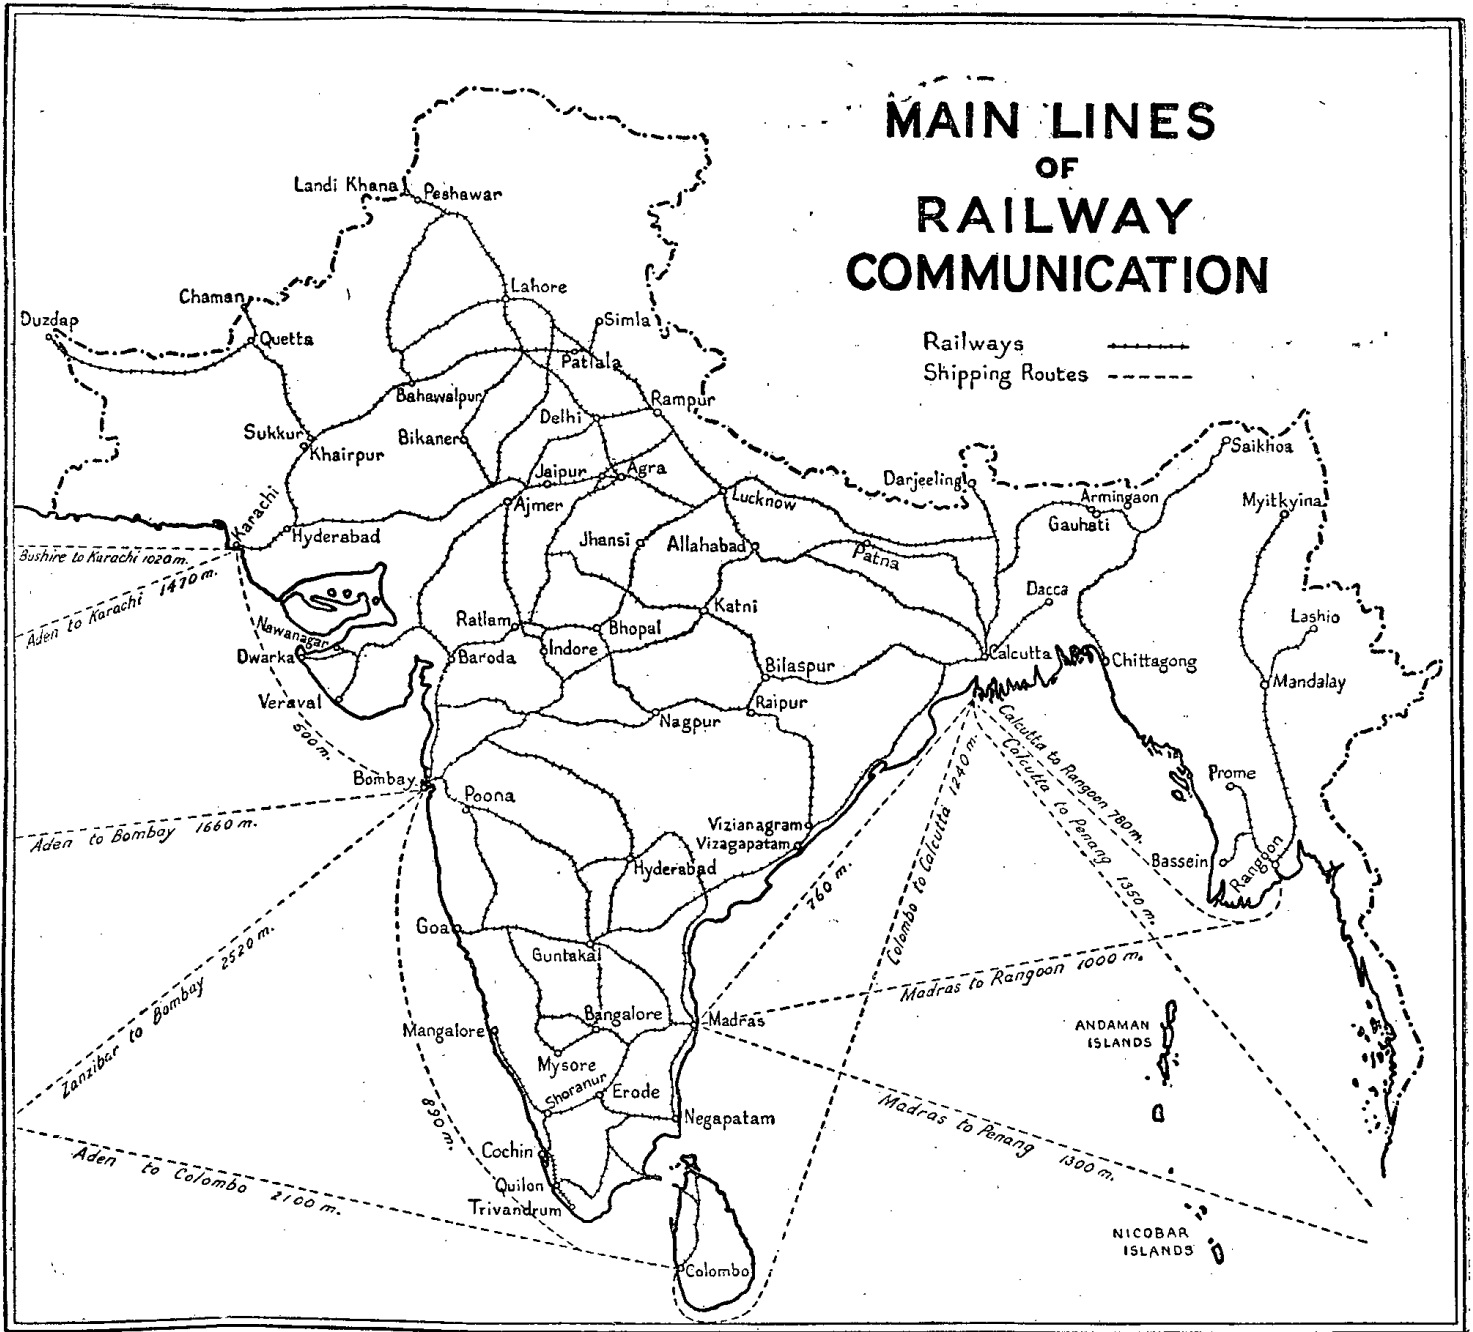 MAIN LINES
OF
RAILWAY
COMMUNICATION
Railways
Shipping Routes
Landi Khana
Peshawar
Lahore
Chaman
Simla
Duzdap
Quetta
Patiala
Bahawalpur
Rampur
Delhi
Sukkur
Bikaner
Khairpur
Saikhoa
Jaipur
Agra
Darjeeling
Lucknow
Armingaon
Myitkyina
Ajmer
Gauhati
Karachi
Hyderabad
Jhansi
Allahabad
Patna
Bushire to Karachi 1020 m.
Aden to Karachi 1470 m.
Dacca
Katni
Lashio
Ratlam
Bhopal
Nawanagar
Indore
Dwarka
Baroda
Calcutta
Chittagong
Bilaspur
Mandalay
Veraval
Raipur
Nagpur
500 m.
Calcutta to Rangoon 780 m.
Calcutta to Penang 1350 m.
Colombo to Calcutta 1240 m.
Bombay
Prome
Poona
Aden to Bombay 1660 m.
Vizianagram
Vizagapatam
Bassein
Rangoon
Hyderabad
760 m.
Goa
Guntakal
Zanzibar to Bombay 2520 m.
Madras to Rangoon 1000 m.
Bangalore
Madras
Mangalore
ANDAMAN
ISLANDS
Mysore
Shoranur
Erode
Negapatam
890 m.
Madras to Penang 1300 m.
Cochin
Aden to Colombo 2100 m.
Quilon
Trivandrum
NICOBAR
ISLANDS
Colombo